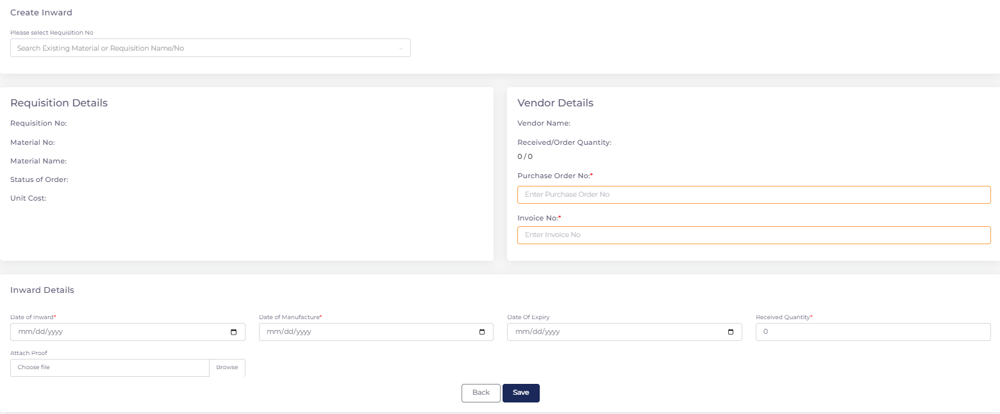 Create Inward
Please select Requisition No
Search Existing Material or Requisition Name/No
Requisition Details
Requisition No:
Material No:
Material Name:
Status of Order:
Unit Cost:
Vendor Details
Vendor Name:
Received/Order Quantity:
0 / 0
Purchase Order No:*
Enter Purchase Order No
Invoice No:*
Enter Invoice No
Inward Details
Date of Inward*
mm/dd/yyyy
Date of Manufacture*
mm/dd/yyyy
Date Of Expiry
mm/dd/yyyy
Received Quantity*
0
Attach Proof
Choose file Browse
Back Save